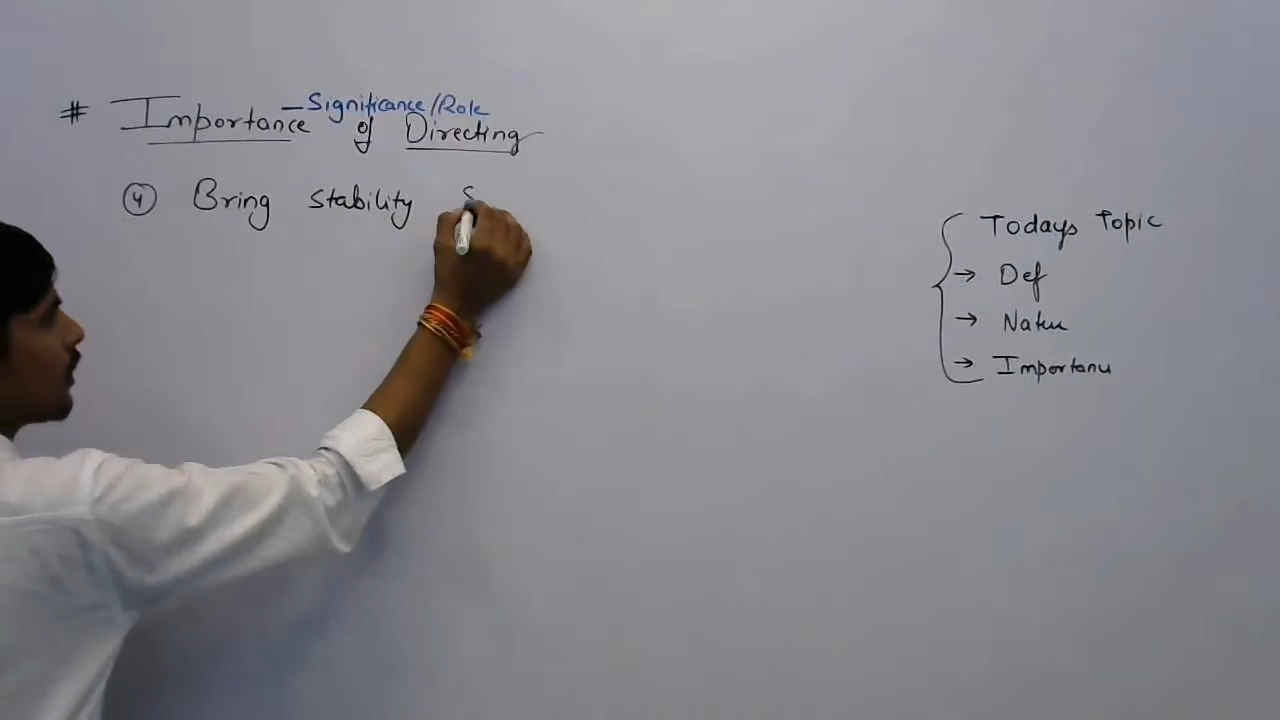 # Importance of Directing
– Significance/Role
④ Bring stability
Todays Topic
→ Def
→ Natu
→ Importanu